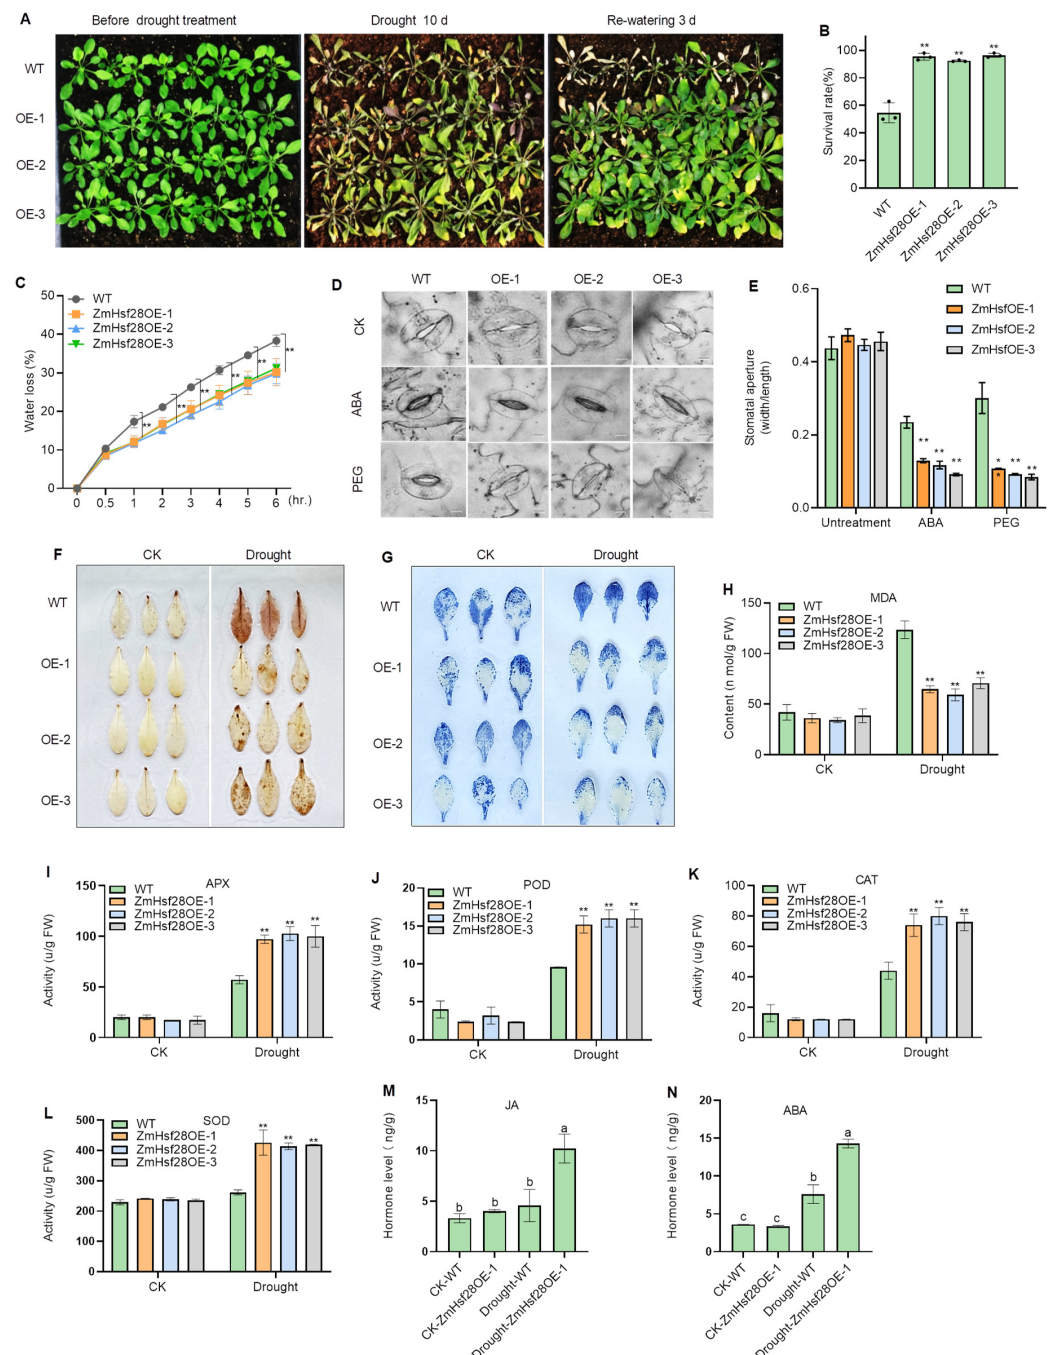 A
Before drought treatment
Drought 10 d
Re-watering 3 d
WT
OE-1
OE-2
OE-3
B
Survival rate(%)
100
80
60
40
20
0
**
**
**
WT
ZmHsf28OE-1
ZmHsf28OE-2
ZmHsf28OE-3
C
Water loss (%)
50
40
30
20
10
0
WT
ZmHsf28OE-1
ZmHsf28OE-2
ZmHsf28OE-3
**
**
**
**
**
**
0 0.5 1 2 3 4 5 6 (hr.)
D
WT OE-1 OE-2 OE-3
CK
ABA
PEG
E
Stomatal aperture
(width/length)
0.6
0.4
0.2
0.0
WT
ZmHsfOE-1
ZmHsfOE-2
ZmHsfOE-3
** ** **
* * ** **
Untreatment ABA PEG
F
CK Drought
WT
OE-1
OE-2
OE-3
G
CK Drought
WT
OE-1
OE-2
OE-3
H
MDA
Content (n mol/g FW)
150
100
50
0
WT
ZmHsf28OE-1
ZmHsf28OE-2
ZmHsf28OE-3
** ** **
CK Drought
I
APX
Activity (u/g FW)
150
100
50
0
WT
ZmHsf28OE-1
ZmHsf28OE-2
ZmHsf28OE-3
** ** **
CK Drought
J
POD
Activity (u/g FW)
20
15
10
5
0
WT
ZmHsf28OE-1
ZmHsf28OE-2
ZmHsf28OE-3
** ** **
CK Drought
K
CAT
Activity (u/g FW)
100
80
60
40
20
0
WT
ZmHsf28OE-1
ZmHsf28OE-2
ZmHsf28OE-3
** ** **
CK Drought
L
SOD
Activity (u/g FW)
500
400
300
200
100
0
WT
ZmHsf28OE-1
ZmHsf28OE-2
ZmHsf28OE-3
** ** **
CK Drought
M
JA
Hormone level ( ng/g)
15
10
5
0
b b b a
CK-WT
CK-ZmHsf28OE-1
Drought-WT
Drought-ZmHsf28OE-1
N
ABA
Hormone level ( ng/g)
20
15
10
5
0
c c b a
CK-WT
CK-ZmHsf28OE-1
Drought-WT
Drought-ZmHsf28OE-1